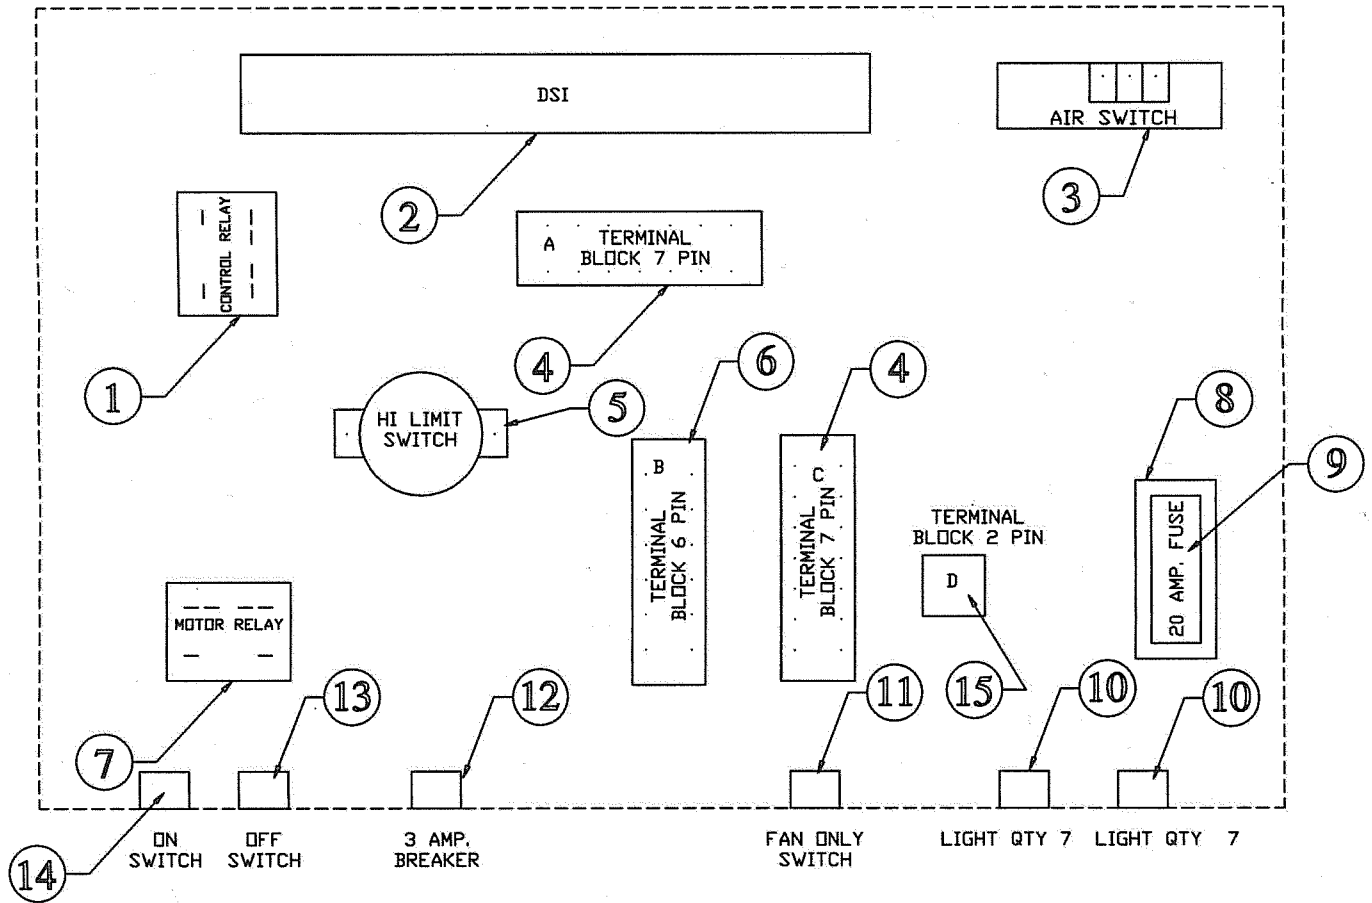 DSI
AIR SWITCH
3
2
CONTROL RELAY
A
TERMINAL
BLOCK 7 PIN
4
6
4
1
5
8
HI LIMIT
SWITCH
9
B
TERMINAL
BLOCK 6 PIN
C
TERMINAL
BLOCK 7 PIN
TERMINAL
BLOCK 2 PIN
D
20 AMP. FUSE
MOTOR RELAY
13
12
11
15
10
10
7
14
ON
SWITCH
OFF
SWITCH
3 AMP.
BREAKER
FAN ONLY
SWITCH
LIGHT QTY 7
LIGHT QTY 7